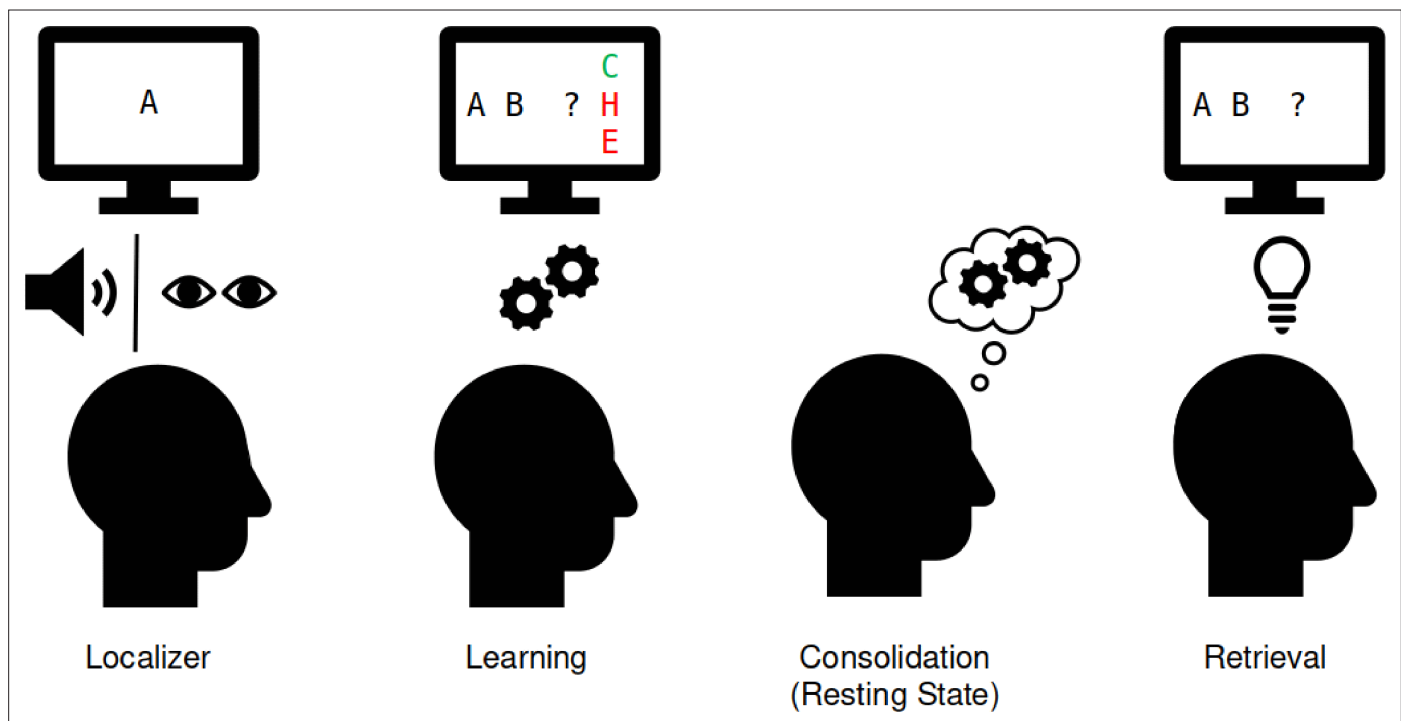 A
C
A B ? H
E
A B ?
Localizer
Learning
Consolidation
(Resting State)
Retrieval